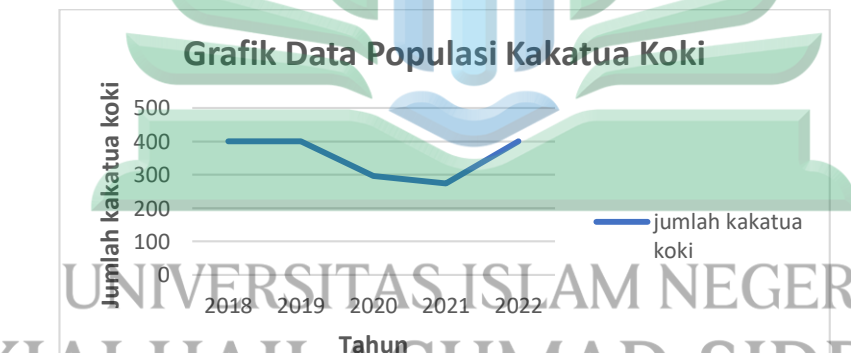 Grafik Data Populasi Kakatua Koki
Jumlah kakatua koki
500
400
300
200
100
0
2018 2019 2020 2021 2022
Tahun
jumlah kakatua
koki
UNIVERSITAS ISLAM NEGER